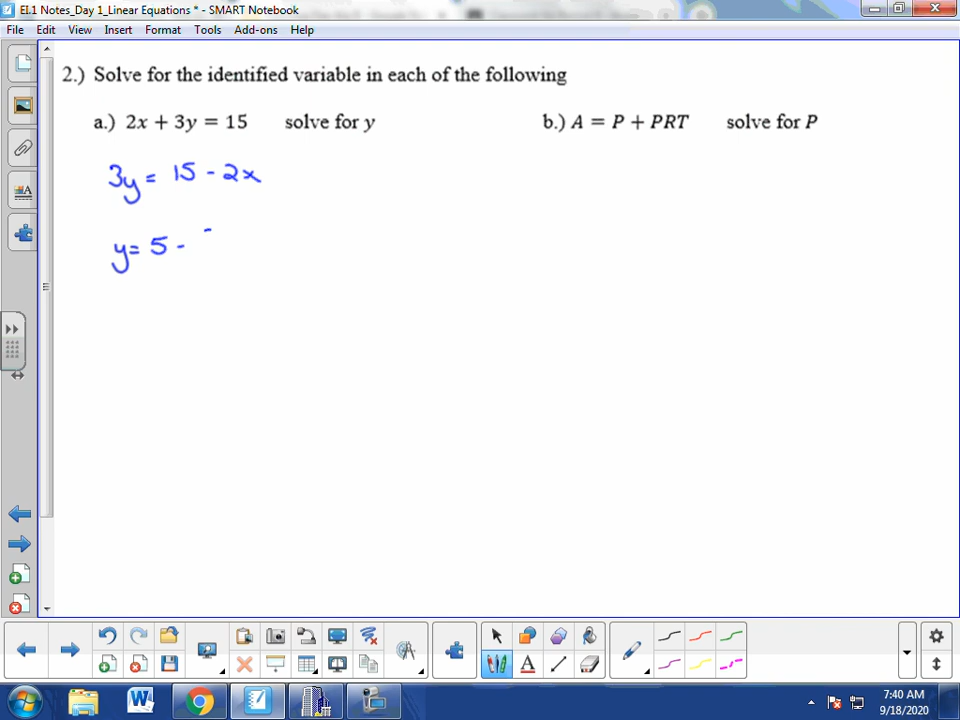 EI.1 Notes_Day 1_Linear Equations * - SMART Notebook
File Edit View Insert Format Tools Add-ons Help
2.) Solve for the identified variable in each of the following
a.) 2x + 3y = 15 solve for y
b.) A = P + PRT solve for P
3y = 15 - 2x
y = 5 -
7:40 AM
9/18/2020